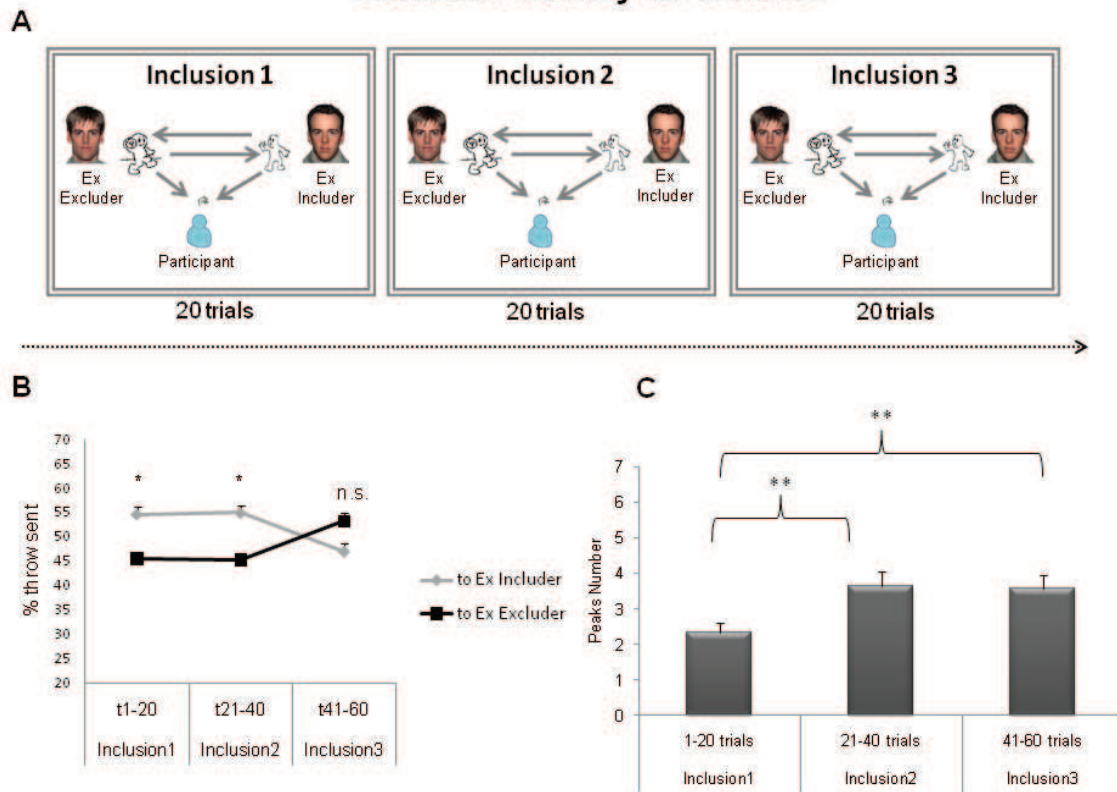 A
Inclusion 1
Ex
Excluder
Ex
Includer
Participant
20 trials
Inclusion 2
Ex
Excluder
Ex
Includer
Participant
20 trials
Inclusion 3
Ex
Excluder
Ex
Includer
Participant
20 trials
B
% throw sent
70
65
60
55
50
45
40
35
30
25
20
*
*
n.s.
t1-20
t21-40
t41-60
Inclusion1
Inclusion2
Inclusion3
to Ex Includer
to Ex Excluder
C
Peaks Number
7
6
5
4
3
2
1
0
**
**
1-20 trials
21-40 trials
41-60 trials
Inclusion1
Inclusion2
Inclusion3